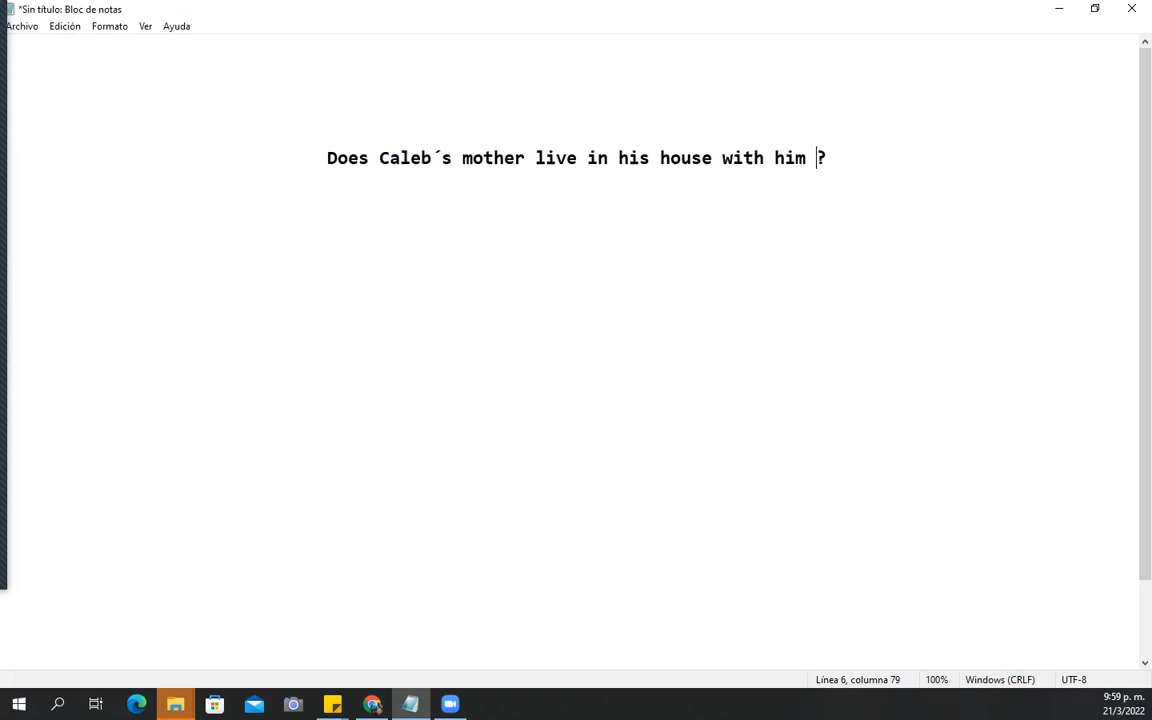 *Sin título: Bloc de notas
Archivo Edición Formato Ver Ayuda
Does Caleb´s mother live in his house with him ?
Línea 6, columna 79 100% Windows (CRLF) UTF-8
9:59 p. m.
21/3/2022